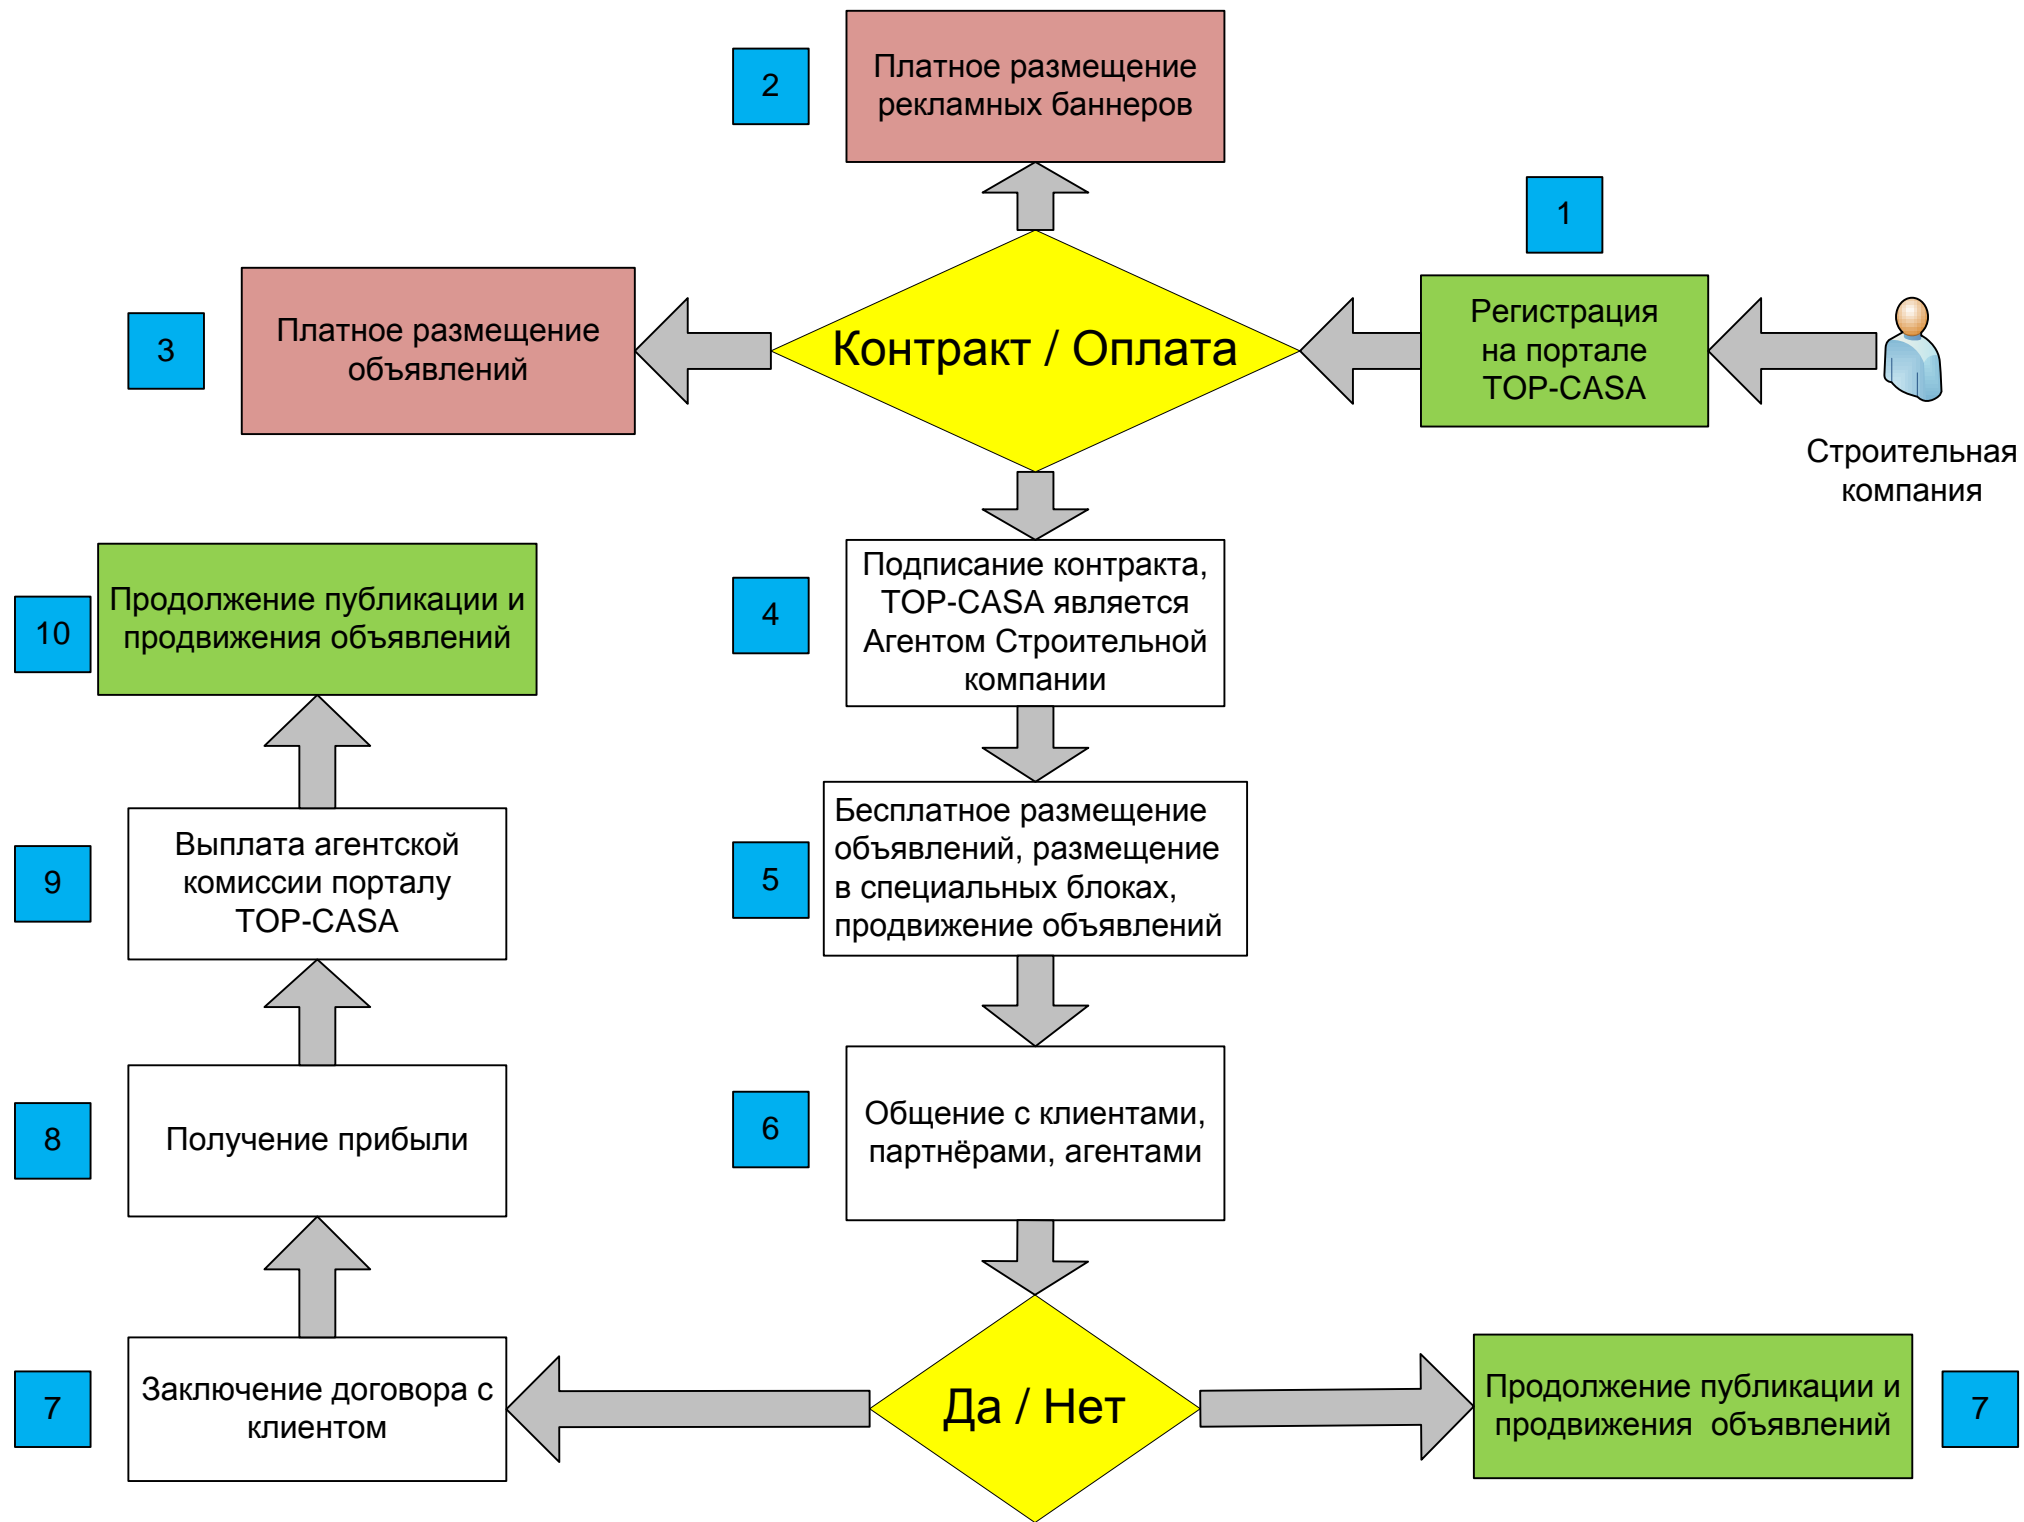 2
Платное размещение
рекламных баннеров
1
Регистрация
на портале
TOP-CASA
Строительная
компания
Контракт / Оплата
3
Платное размещение
объявлений
4
Подписание контракта,
TOP-CASA является
Агентом Строительной
компании
5
Бесплатное размещение
объявлений, размещение
в специальных блоках,
продвижение объявлений
6
Общение с клиентами,
партнёрами, агентами
Да / Нет
7
Продолжение публикации и
продвижения  объявлений
7
Заключение договора с
клиентом
8
Получение прибыли
9
Выплата агентской
комиссии порталу
TOP-CASA
10
Продолжение публикации и
продвижения объявлений